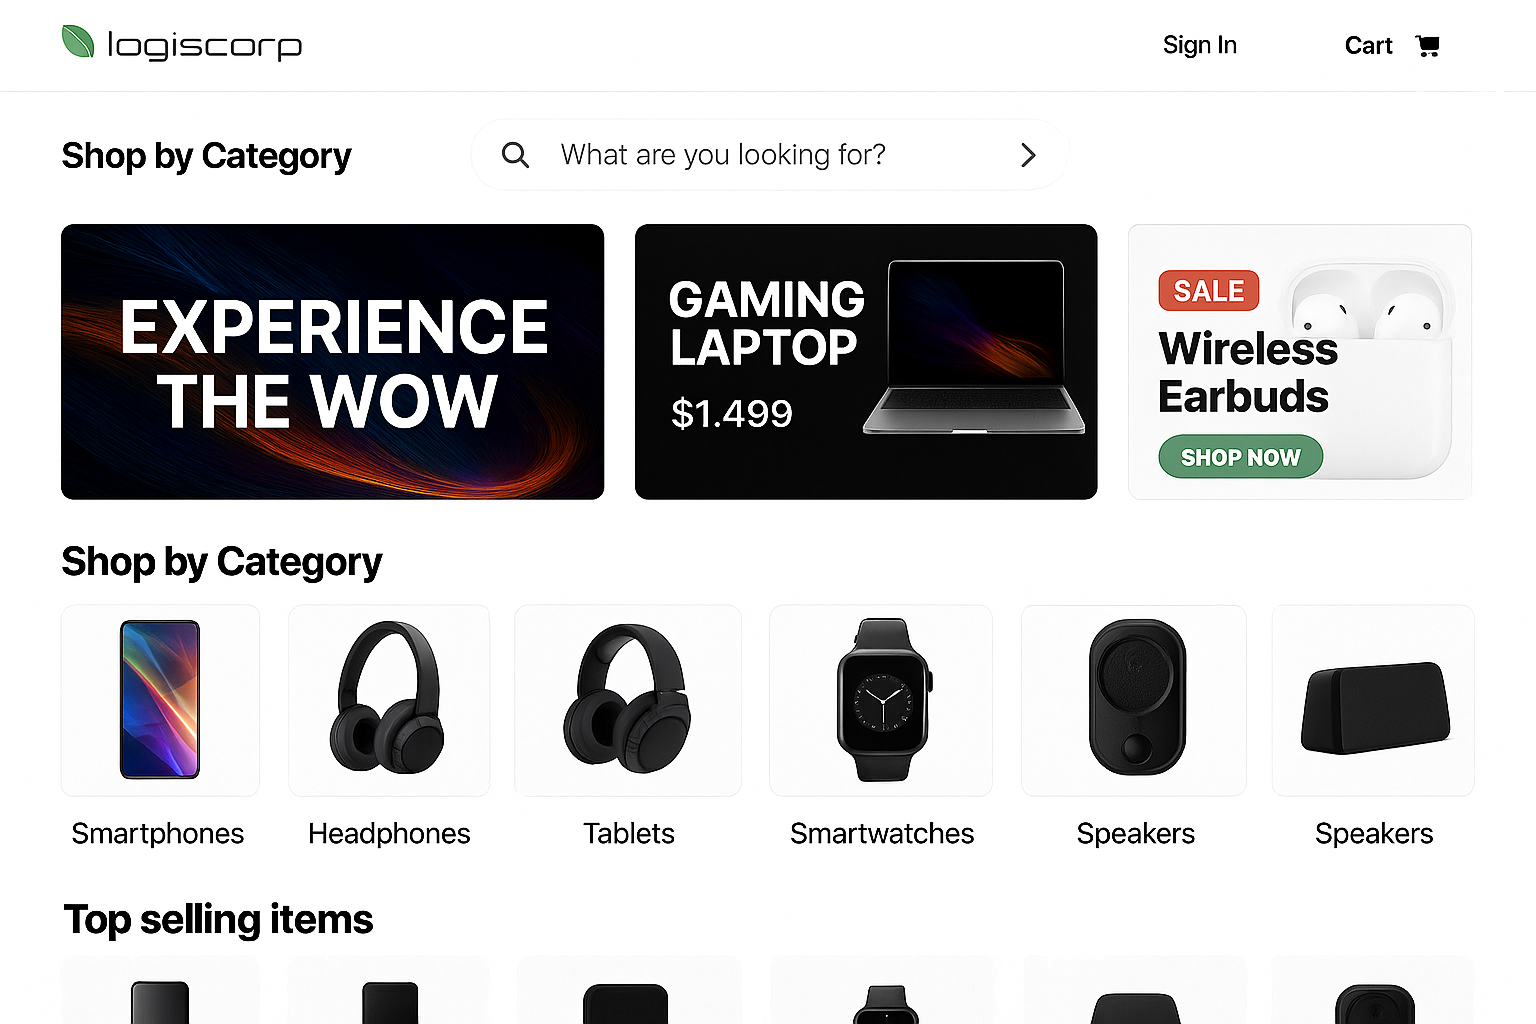 logiscorp
Sign In
Cart
Shop by Category
What are you looking for?
EXPERIENCE
THE WOW
GAMING
LAPTOP
$1.499
SALE
Wireless
Earbuds
SHOP NOW
Shop by Category
Smartphones
Headphones
Tablets
Smartwatches
Speakers
Speakers
Top selling items